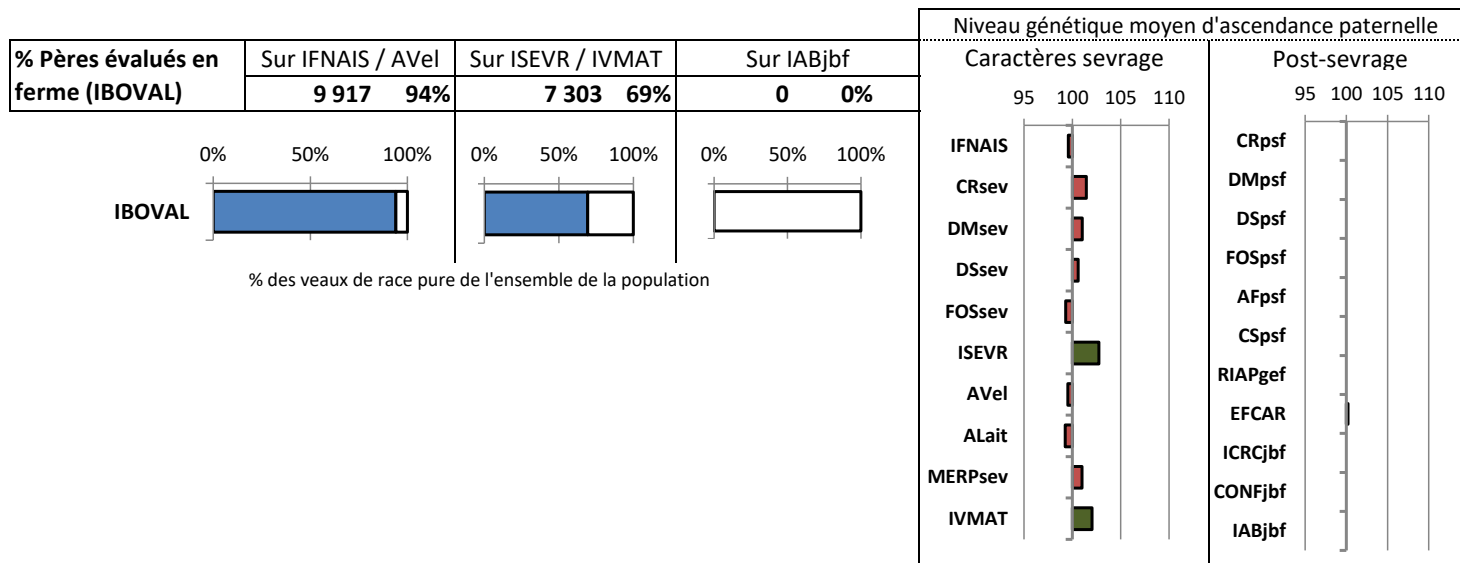 % Pères évalués en
ferme (IBOVAL)
Sur IFNAIS / AVel
Sur ISEVR / IVMAT
Sur IABjbf
9 917 94%
7 303 69%
0 0%
0% 50% 100%
0% 50% 100%
0% 50% 100%
IBOVAL
% des veaux de race pure de l'ensemble de la population
Niveau génétique moyen d'ascendance paternelle
Caractères sevrage
95 100 105 110
IFNAIS
CRsev
DMsev
DSsev
FOSsev
ISEVR
AVel
ALait
MERPsev
IVMAT
Post-sevrage
95 100 105 110
CRpsf
DMpsf
DSpsf
FOSpsf
AFpsf
CSpsf
RIAPgef
EFCAR
ICRCjbf
CONFjbf
IABjbf